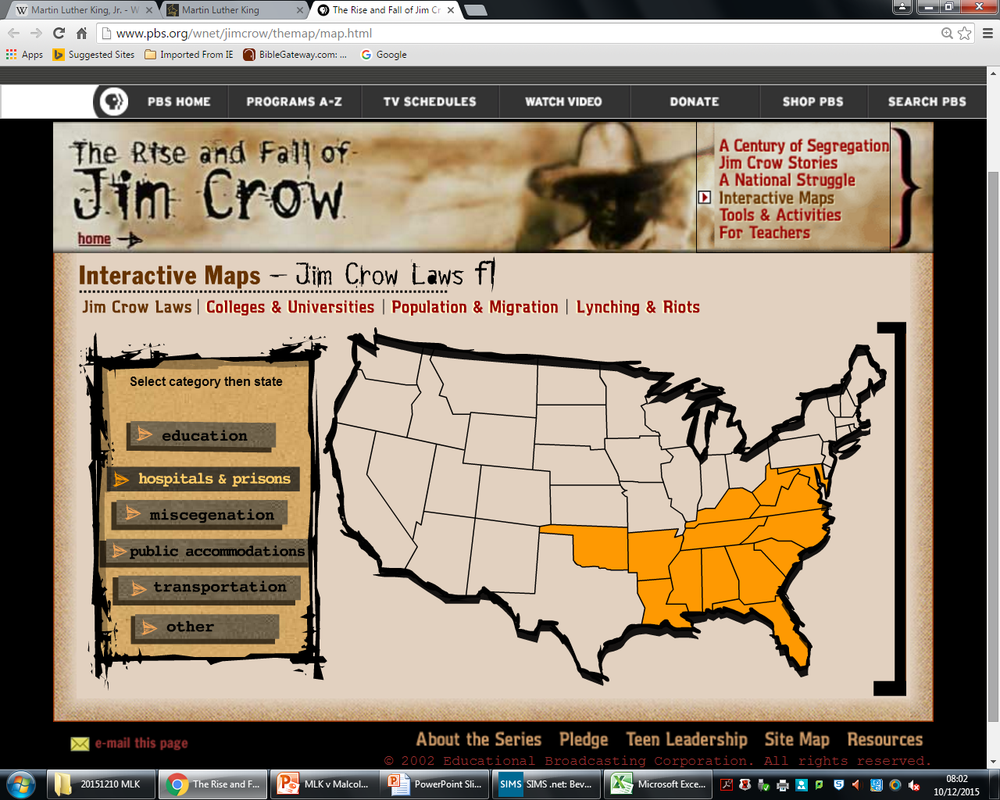 Martin Luther King, Jr. - W
Martin Luther King
The Rise and Fall of Jim Cr
www.pbs.org/wnet/jimcrow/themap/map.html
Apps Suggested Sites Imported From IE BibleGateway.com: ... Google
PBS HOME PROGRAMS A-Z TV SCHEDULES WATCH VIDEO DONATE SHOP PBS SEARCH PBS
The Rise and Fall of
Jim Crow
home
A Century of Segregation
Jim Crow Stories
A National Struggle
Interactive Maps
Tools & Activities
For Teachers
Interactive Maps – Jim Crow Laws f
Jim Crow Laws | Colleges & Universities | Population & Migration | Lynching & Riots
Select category then state
education
hospitals & prisons
miscegenation
public accommodations
transportation
other
e-mail this page
About the Series Pledge Teen Leadership Site Map Resources
© 2002 Educational Broadcasting Corporation. All rights reserved.
20151210 MLK
The Rise and F...
MLK v Malcol...
PowerPoint Sli...
SIMS SIMS .net: Bev...
Microsoft Exce...
08:02
10/12/2015